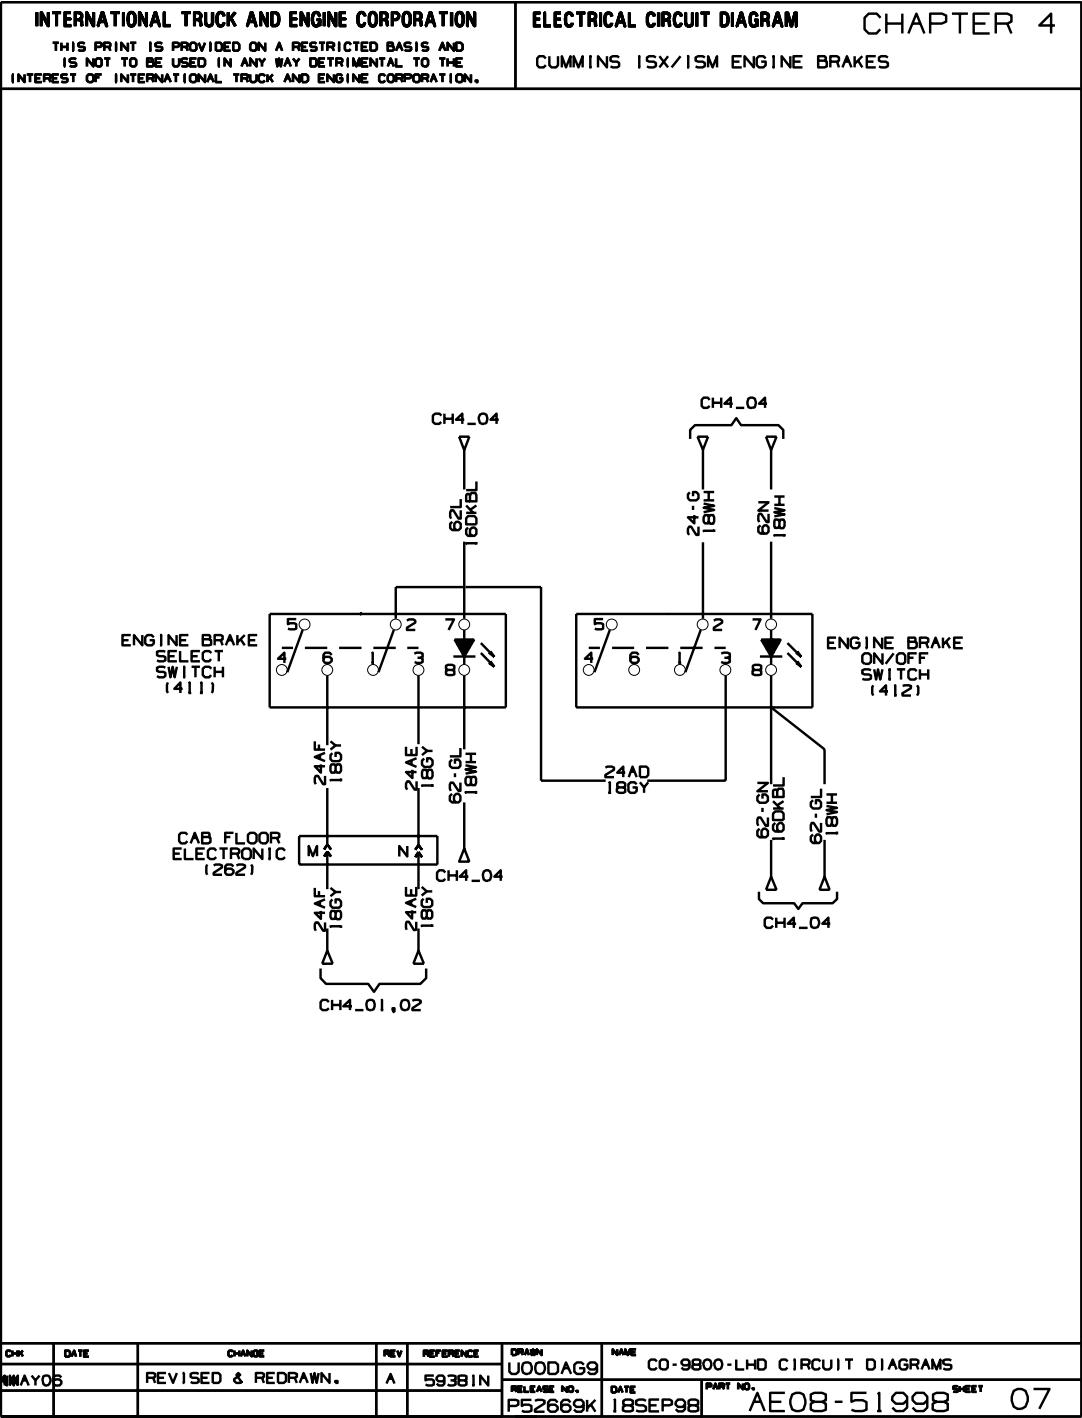 INTERNATIONAL TRUCK AND ENGINE CORPORATION
THIS PRINT IS PROVIDED ON A RESTRICTED BASIS AND
IS NOT TO BE USED IN ANY WAY DETRIMENTAL TO THE
INTEREST OF INTERNATIONAL TRUCK AND ENGINE CORPORATION.
ELECTRICAL CIRCUIT DIAGRAM
CHAPTER 4
CUMMINS ISX/ISM ENGINE BRAKES
CH4_04
CH4_04
62L
16DKBL
24-G
18WH
62N
18WH
ENGINE BRAKE
SELECT
SWITCH
(411)
5 2 7
4 6 1 3 8
5 2 7
4 6 1 3 8
ENGINE BRAKE
ON/OFF
SWITCH
(412)
24AF
18GY
24AE
18GY
62-GL
18WH
24AD
18GY
62-GN
16DKBL
62-GL
18WH
CAB FLOOR
ELECTRONIC
(262)
M N
CH4_04
24AF
18GY
24AE
18GY
CH4_04
CH4_01,02
CHK DATE CHANGE REV REFERENCE
REVISED & REDRAWN. A 59381N
DRAWN
U00DAG9
NAME
CO-9800-LHD CIRCUIT DIAGRAMS
RELEASE NO.
P52669K
DATE
18SEP98
PART NO.
AE08-51998
SHEET
07